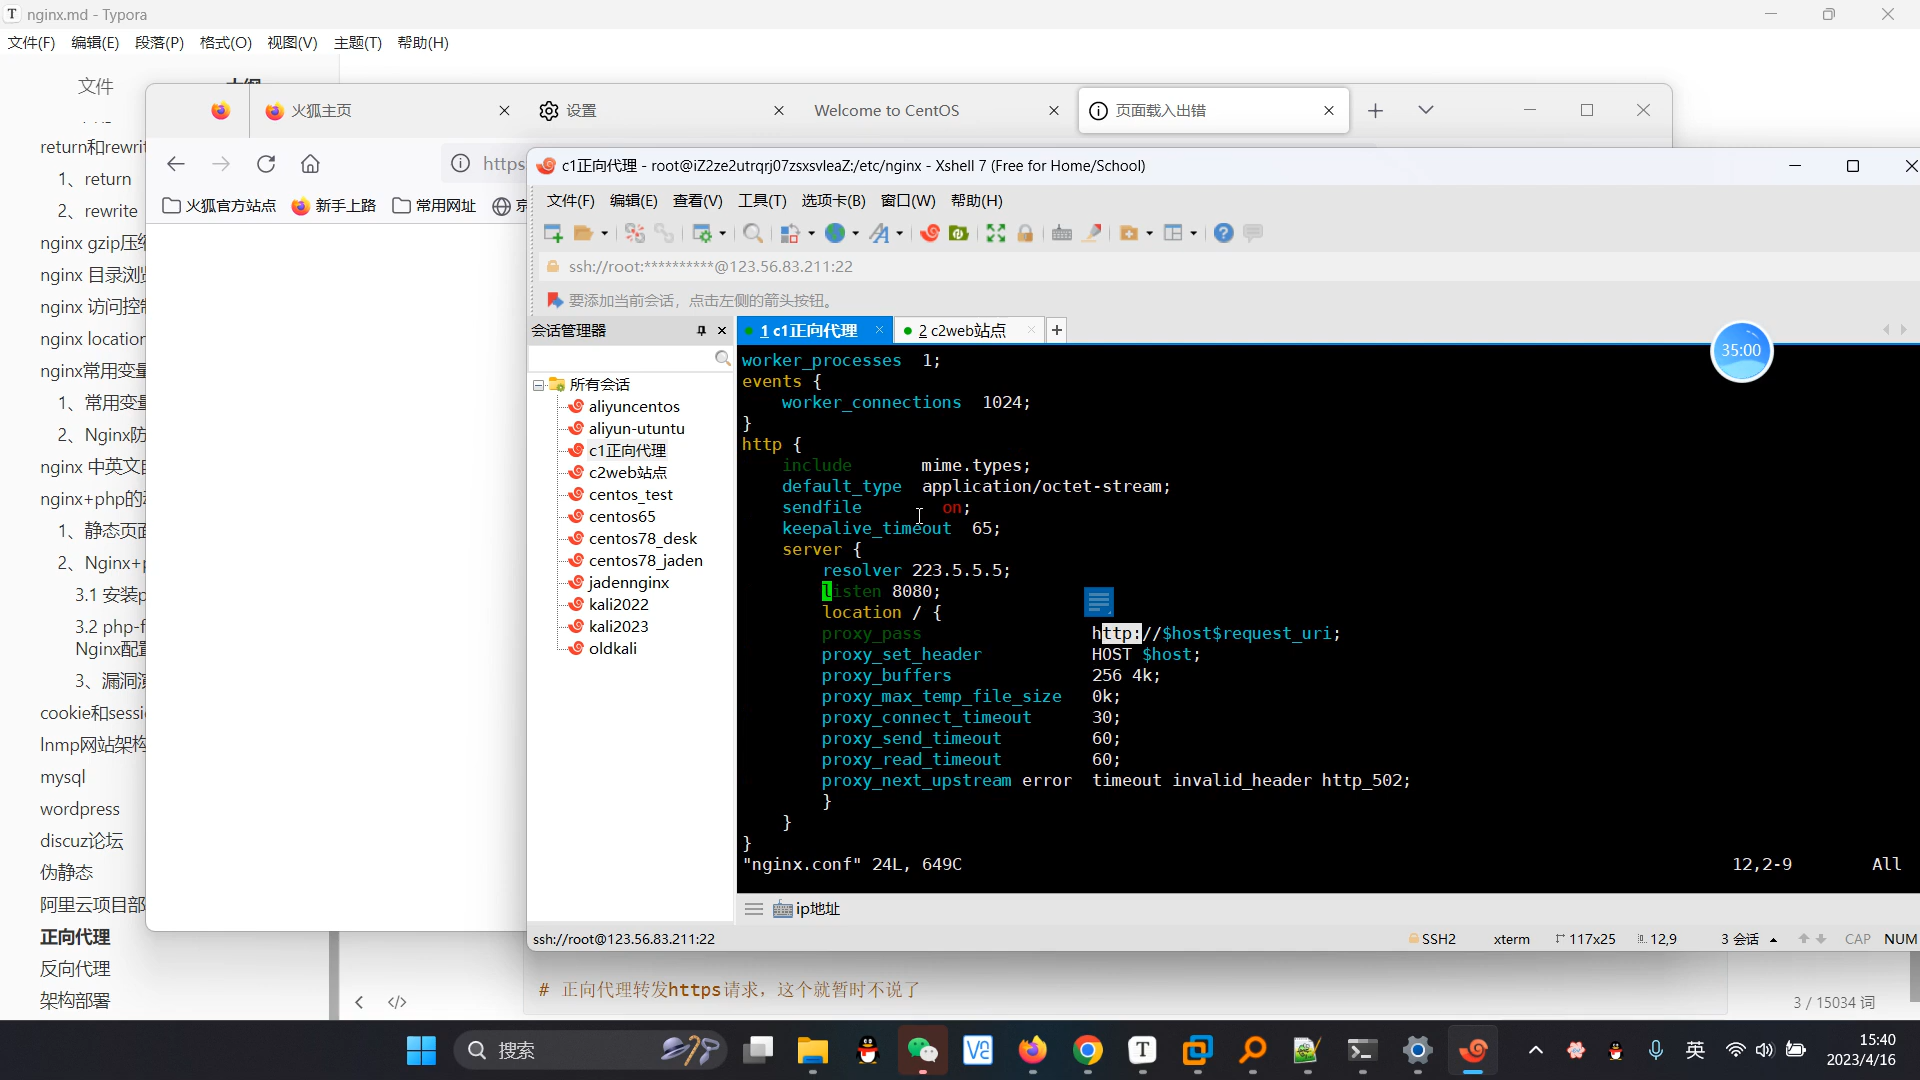 nginx.md - Typora
文件(F) 编辑(E) 段落(P) 格式(O) 视图(V) 主题(T) 帮助(H)
文件
return和rewrit
1、return
2、rewrite
nginx gzip压缩
nginx 目录浏览
nginx 访问控制
nginx location
nginx常用变量
1、常用变量
2、Nginx防
nginx 中英文
nginx+php的
1、静态页面
2、Nginx+p
3.1 安装p
3.2 php-f
Nginx配置
3、漏洞演
cookie和sessi
lnmp网站架构
mysql
wordpress
discuz论坛
伪静态
阿里云项目部
正向代理
反向代理
架构部署
火狐主页
设置
Welcome to CentOS
页面载入出错
https
火狐官方站点 新手上路 常用网址 京
c1正向代理 - root@iZ2ze2utrqrj07zsxsvleaZ:/etc/nginx - Xshell 7 (Free for Home/School)
文件(F) 编辑(E) 查看(V) 工具(T) 选项卡(B) 窗口(W) 帮助(H)
ssh://root:**********@123.56.83.211:22
要添加当前会话，点击左侧的箭头按钮。
会话管理器
1 c1正向代理
2 c2web站点
所有会话
aliyuncentos
aliyun-utuntu
c1正向代理
c2web站点
centos_test
centos65
centos78_desk
centos78_jaden
jadennginx
kali2022
kali2023
oldkali
35:00
worker_processes 1;
events {
worker_connections 1024;
}
http {
include mime.types;
default_type application/octet-stream;
sendfile on;
keepalive_timeout 65;
server {
resolver 223.5.5.5;
listen 8080;
location / {
proxy_pass http://$host$request_uri;
proxy_set_header HOST $host;
proxy_buffers 256 4k;
proxy_max_temp_file_size 0k;
proxy_connect_timeout 30;
proxy_send_timeout 60;
proxy_read_timeout 60;
proxy_next_upstream error timeout invalid_header http_502;
}
}
}
"nginx.conf" 24L, 649C 12,2-9 All
ip地址
ssh://root@123.56.83.211:22 SSH2 xterm 117x25 12,9 3 会话 CAP NUM
# 正向代理转发https请求，这个就暂时不说了
3 / 15034 词
搜索
英
15:40
2023/4/16